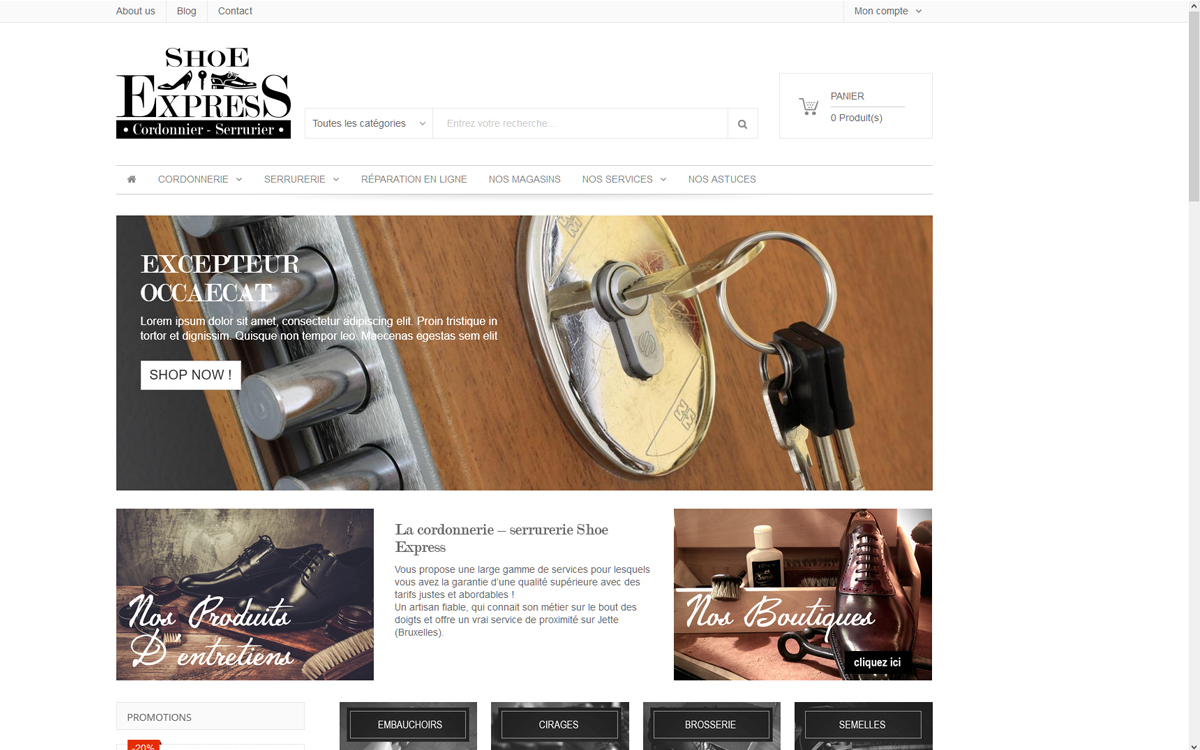 About us
Blog
Contact
Mon compte
SHOE
EXPRESS
• Cordonnier - Serrurier •
Toutes les catégories
Entrez votre recherche...
PANIER
0 Produit(s)
CORDONNERIE
SERRURERIE
RÉPARATION EN LIGNE
NOS MAGASINS
NOS SERVICES
NOS ASTUCES
EXCEPTEUR
OCCAECAT
Lorem ipsum dolor sit amet, consectetur adipiscing elit. Proin tristique in
tortor et dignissim. Quisque non tempor leo. Maecenas egestas sem elit
SHOP NOW !
Nos Produits
D entretiens
La cordonnerie – serrurerie Shoe
Express
Vous propose une large gamme de services pour lesquels
vous avez la garantie d'une qualité supérieure avec des
tarifs justes et abordables !
Un artisan fiable, qui connait son métier sur le bout des
doigts et offre un vrai service de proximité sur Jette
(Bruxelles).
Nos Boutiques
cliquez ici
PROMOTIONS
-20%
EMBAUCHOIRS
CIRAGES
BROSSERIE
SEMELLES